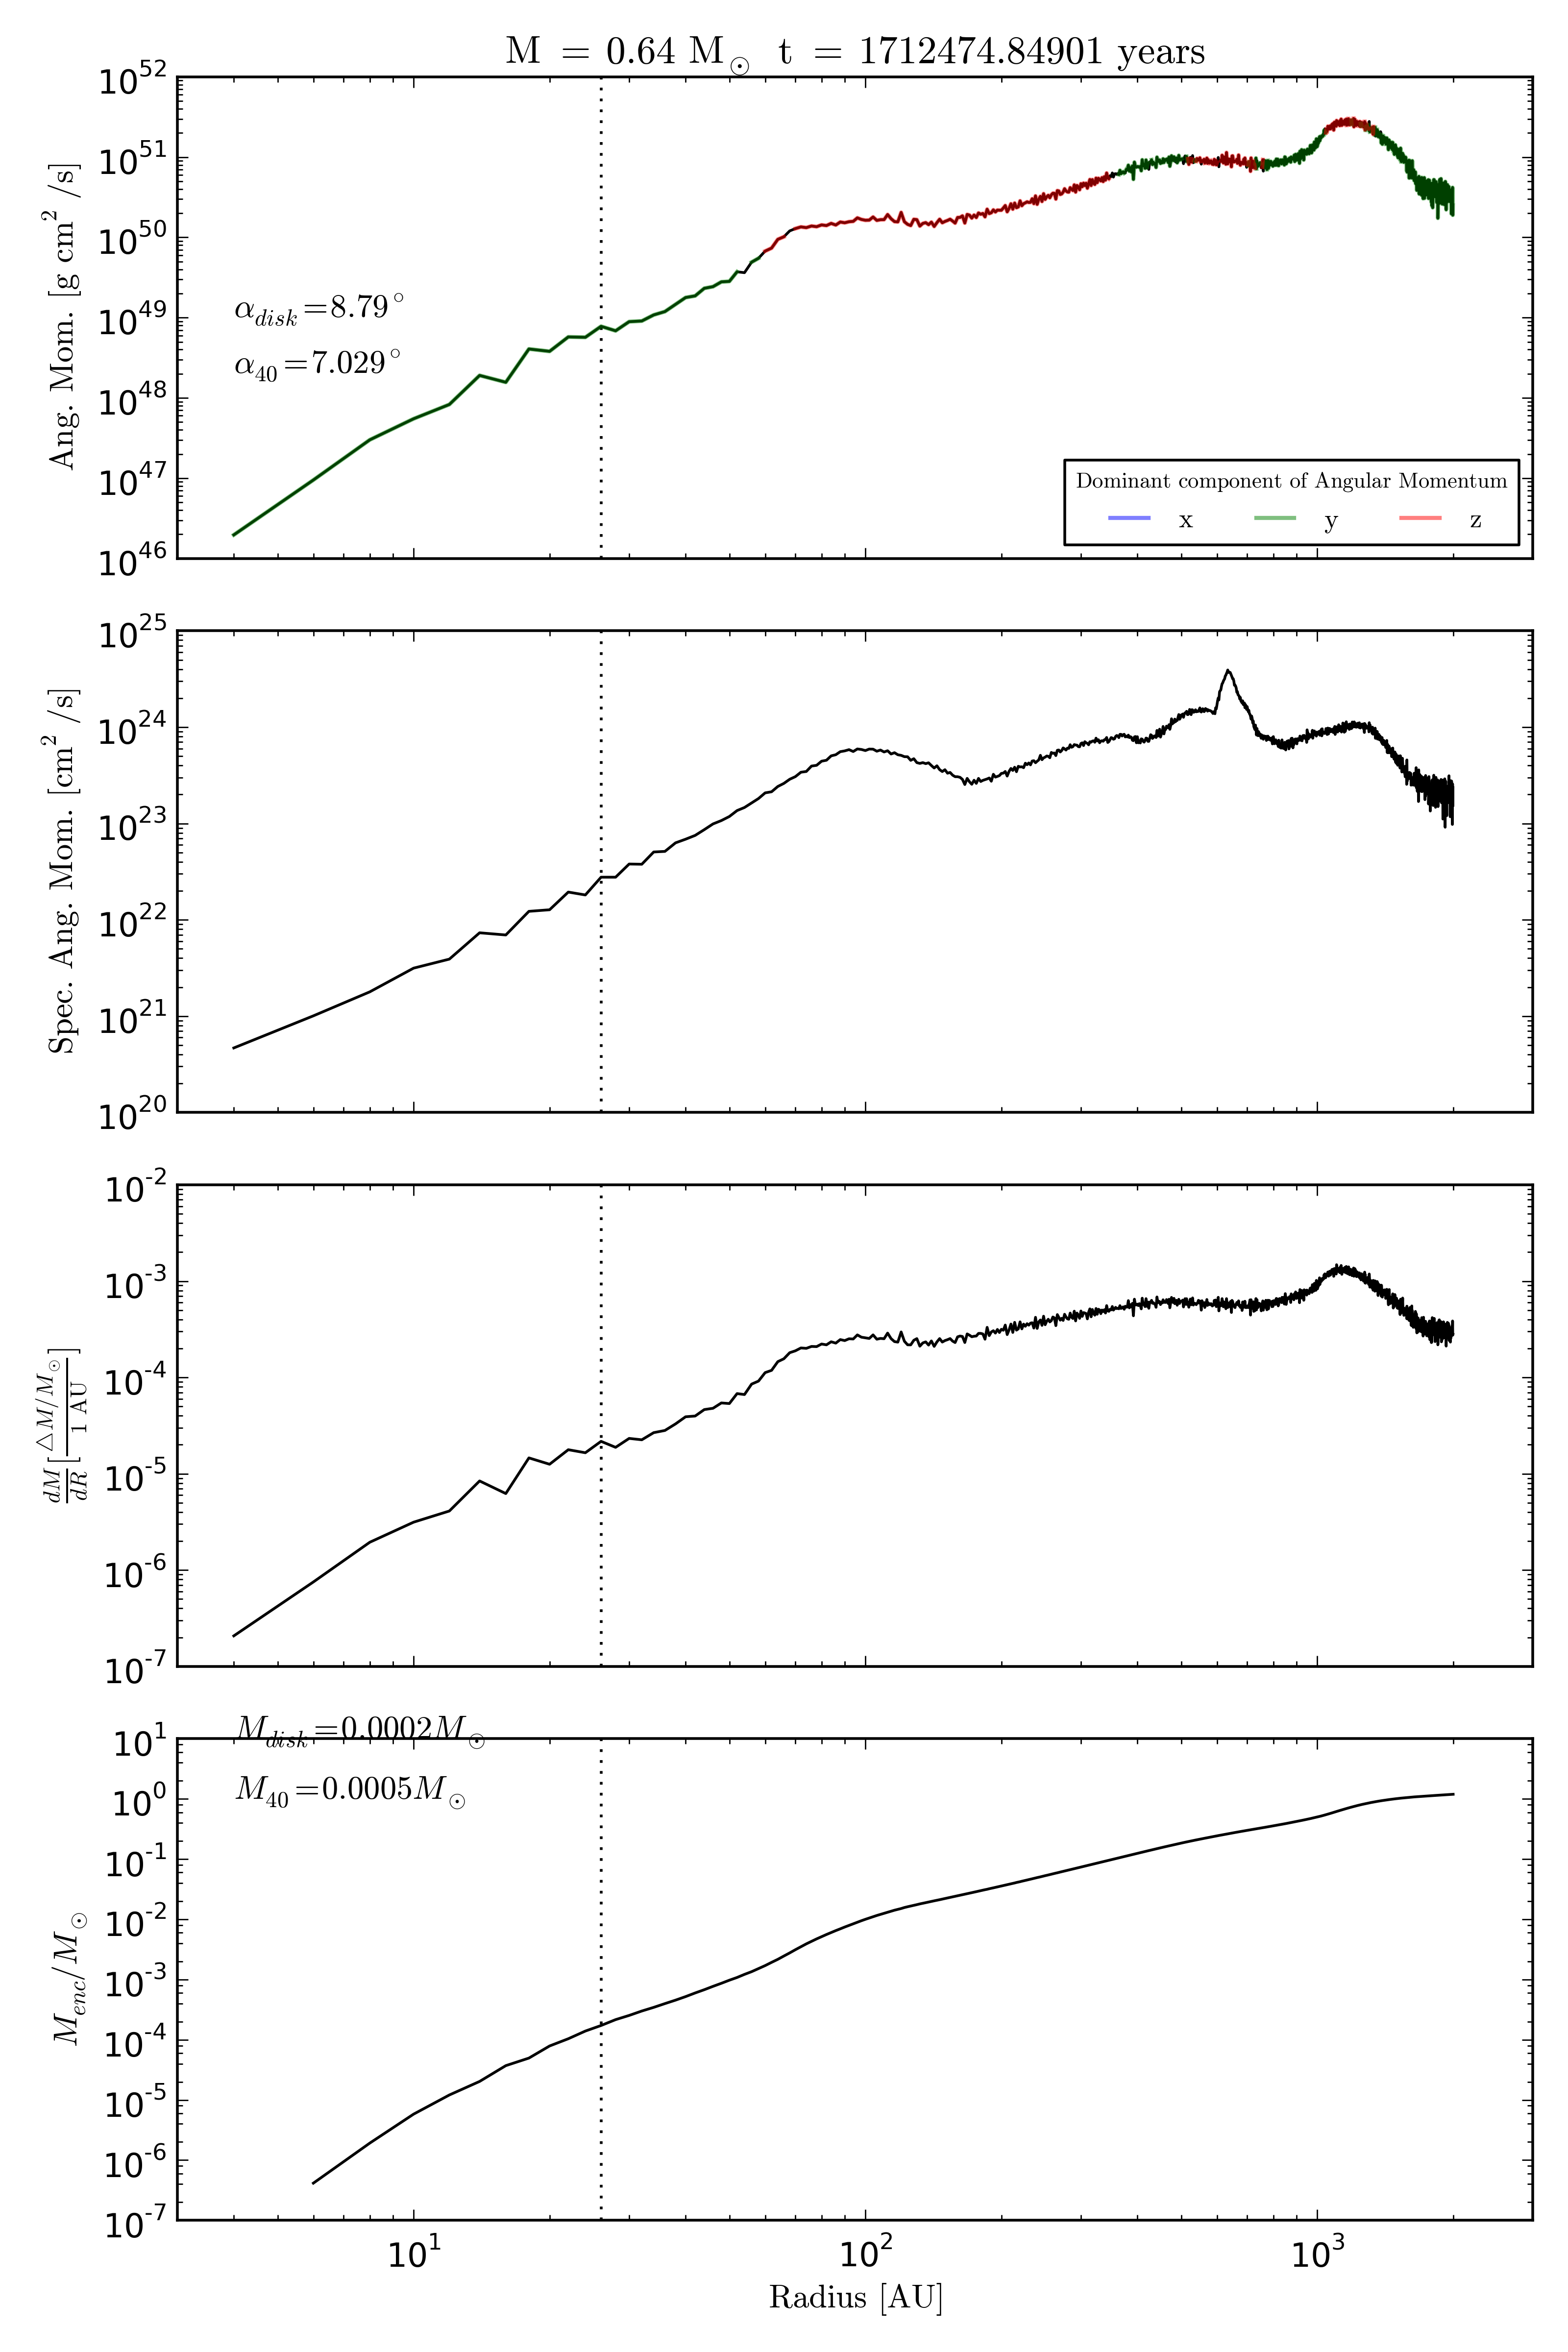 M = 0.64 M⊙ t = 1712474.84901 years
10^52
10^51
10^50
10^49
10^48
10^47
10^46
Ang. Mom. [g cm^2 /s]
α_disk=8.79°
α_40=7.029°
Dominant component of Angular Momentum
x y z
10^25
10^24
10^23
10^22
10^21
10^20
Spec. Ang. Mom. [cm^2 /s]
10^-2
10^-3
10^-4
10^-5
10^-6
10^-7
dM/dR [△M/M⊙ / 1 AU]
M_disk=0.0002M⊙
M_40=0.0005M⊙
10^1
10^0
10^-1
10^-2
10^-3
10^-4
10^-5
10^-6
10^-7
M_enc/M⊙
10^1 10^2 10^3
Radius [AU]